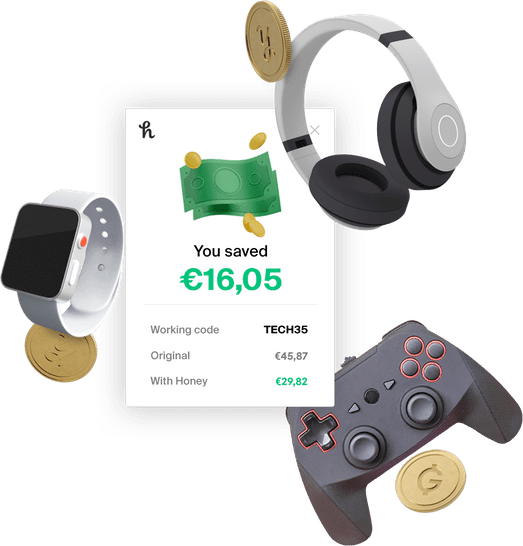 h
You saved
€16,05
Working code TECH35
Original €45,87
With Honey €29,82